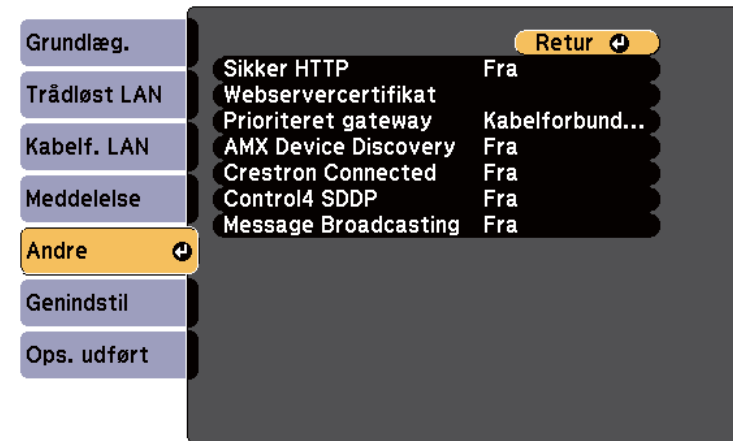 Grundlæg.
Trådløst LAN
Kabelf. LAN
Meddelelse
Andre
Genindstil
Ops. udført
Retur
Sikker HTTP Fra
Webservercertifikat
Prioriteret gateway Kabelforbund...
AMX Device Discovery Fra
Crestron Connected Fra
Control4 SDDP Fra
Message Broadcasting Fra